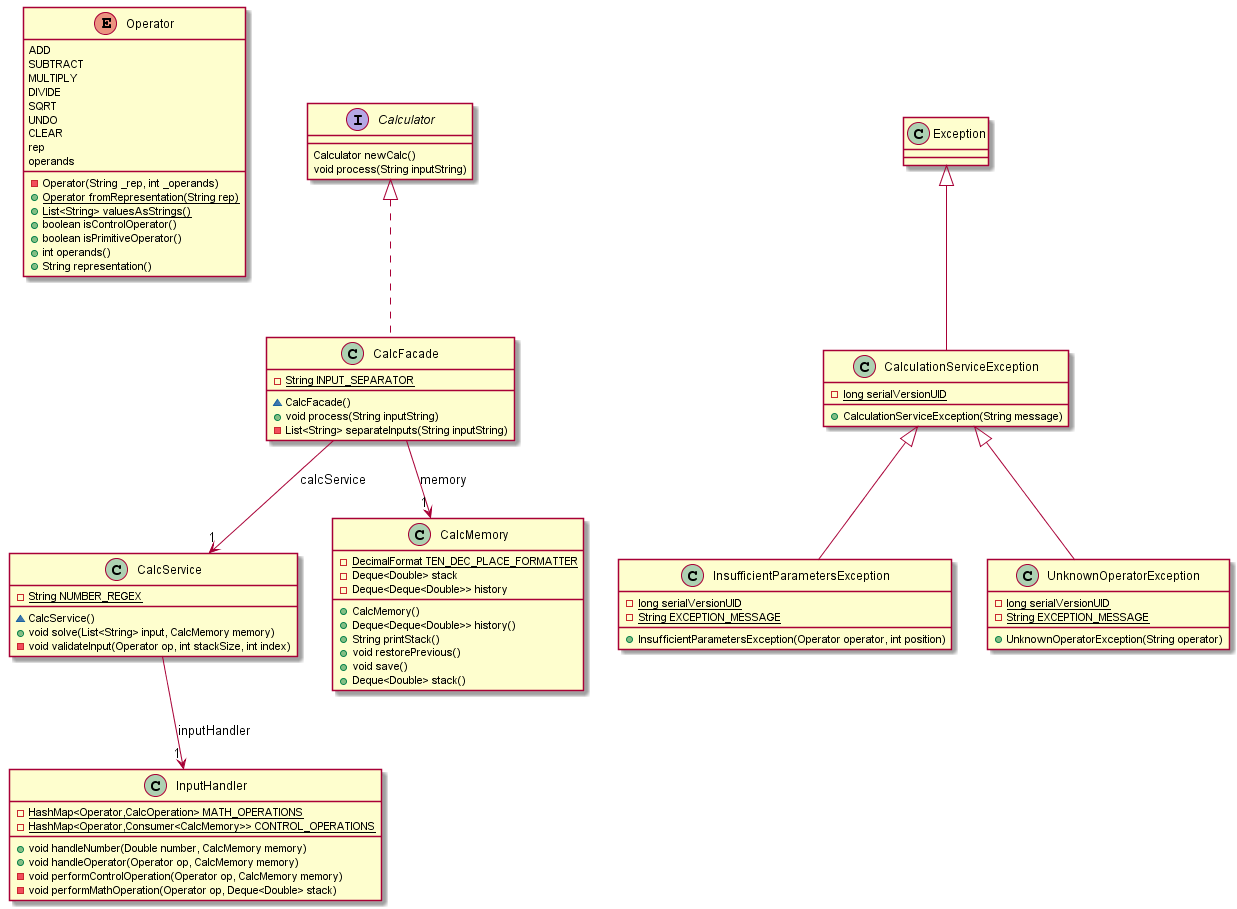 E Operator
ADD
SUBTRACT
MULTIPLY
DIVIDE
SQRT
UNDO
CLEAR
rep
operands
Operator(String _rep, int _operands)
Operator fromRepresentation(String rep)
List<String> valuesAsStrings()
boolean isControlOperator()
boolean isPrimitiveOperator()
int operands()
String representation()
I Calculator
Calculator newCalc()
void process(String inputString)
C Exception
C CalcFacade
String INPUT_SEPARATOR
CalcFacade()
void process(String inputString)
List<String> separateInputs(String inputString)
C CalculationServiceException
long serialVersionUID
CalculationServiceException(String message)
calcService
1
memory
1
C CalcService
String NUMBER_REGEX
CalcService()
void solve(List<String> input, CalcMemory memory)
void validateInput(Operator op, int stackSize, int index)
C CalcMemory
DecimalFormat TEN_DEC_PLACE_FORMATTER
Deque<Double> stack
Deque<Deque<Double>> history
CalcMemory()
Deque<Deque<Double>> history()
String printStack()
void restorePrevious()
void save()
Deque<Double> stack()
C InsufficientParametersException
long serialVersionUID
String EXCEPTION_MESSAGE
InsufficientParametersException(Operator operator, int position)
C UnknownOperatorException
long serialVersionUID
String EXCEPTION_MESSAGE
UnknownOperatorException(String operator)
inputHandler
1
C InputHandler
HashMap<Operator,CalcOperation> MATH_OPERATIONS
HashMap<Operator,Consumer<CalcMemory>> CONTROL_OPERATIONS
void handleNumber(Double number, CalcMemory memory)
void handleOperator(Operator op, CalcMemory memory)
void performControlOperation(Operator op, CalcMemory memory)
void performMathOperation(Operator op, Deque<Double> stack)